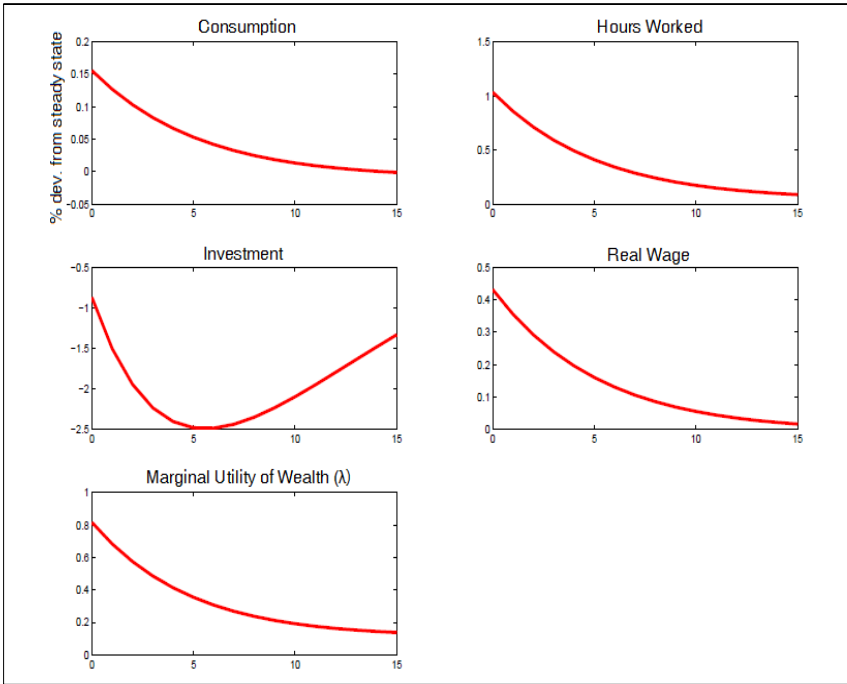 Consumption
% dev. from steady state
0.2
0.15
0.1
0.05
0
-0.05
0 5 10 15
Hours Worked
1.5
1
0.5
0
0 5 10 15
Investment
-0.5
-1
-1.5
-2
-2.5
0 5 10 15
Real Wage
0.5
0.4
0.3
0.2
0.1
0
0 5 10 15
Marginal Utility of Wealth (λ)
1
0.8
0.6
0.4
0.2
0
0 5 10 15